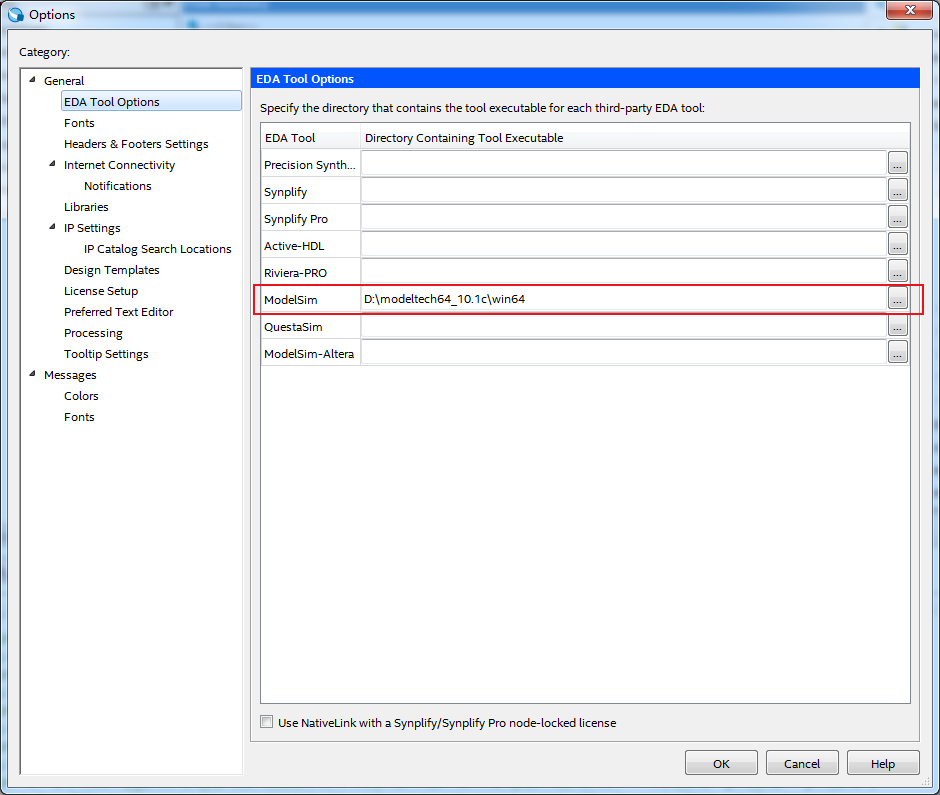 Options
Category:
General
EDA Tool Options
Fonts
Headers & Footers Settings
Internet Connectivity
Notifications
Libraries
IP Settings
IP Catalog Search Locations
Design Templates
License Setup
Preferred Text Editor
Processing
Tooltip Settings
Messages
Colors
Fonts
EDA Tool Options
Specify the directory that contains the tool executable for each third-party EDA tool:
EDA Tool Directory Containing Tool Executable
Precision Synth... ...
Synplify ...
Synplify Pro ...
Active-HDL ...
Riviera-PRO ...
ModelSim D:\modeltech64_10.1c\win64 ...
QuestaSim ...
ModelSim-Altera ...
Use NativeLink with a Synplify/Synplify Pro node-locked license
OK Cancel Help